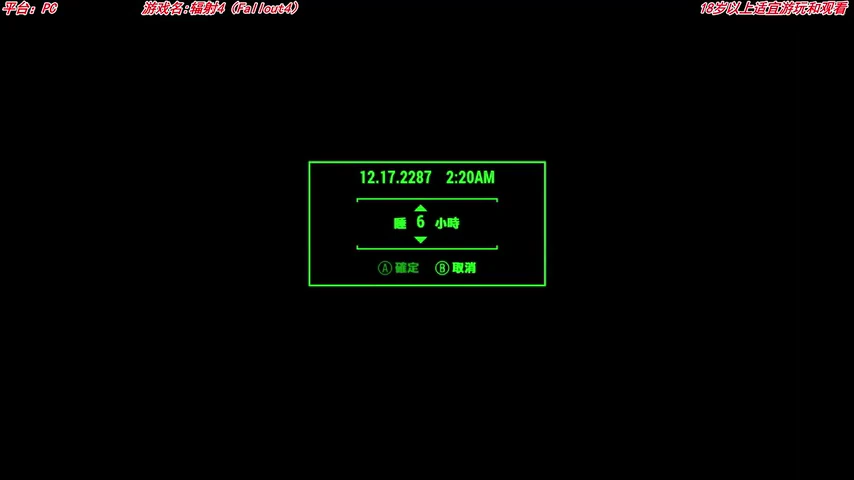 平台：PC 游戏名:辐射4（Fallout4） 18岁以上适宜游玩和观看
12.17.2287 2:20AM
睡 6 小時
Ⓐ 確定 Ⓑ 取消